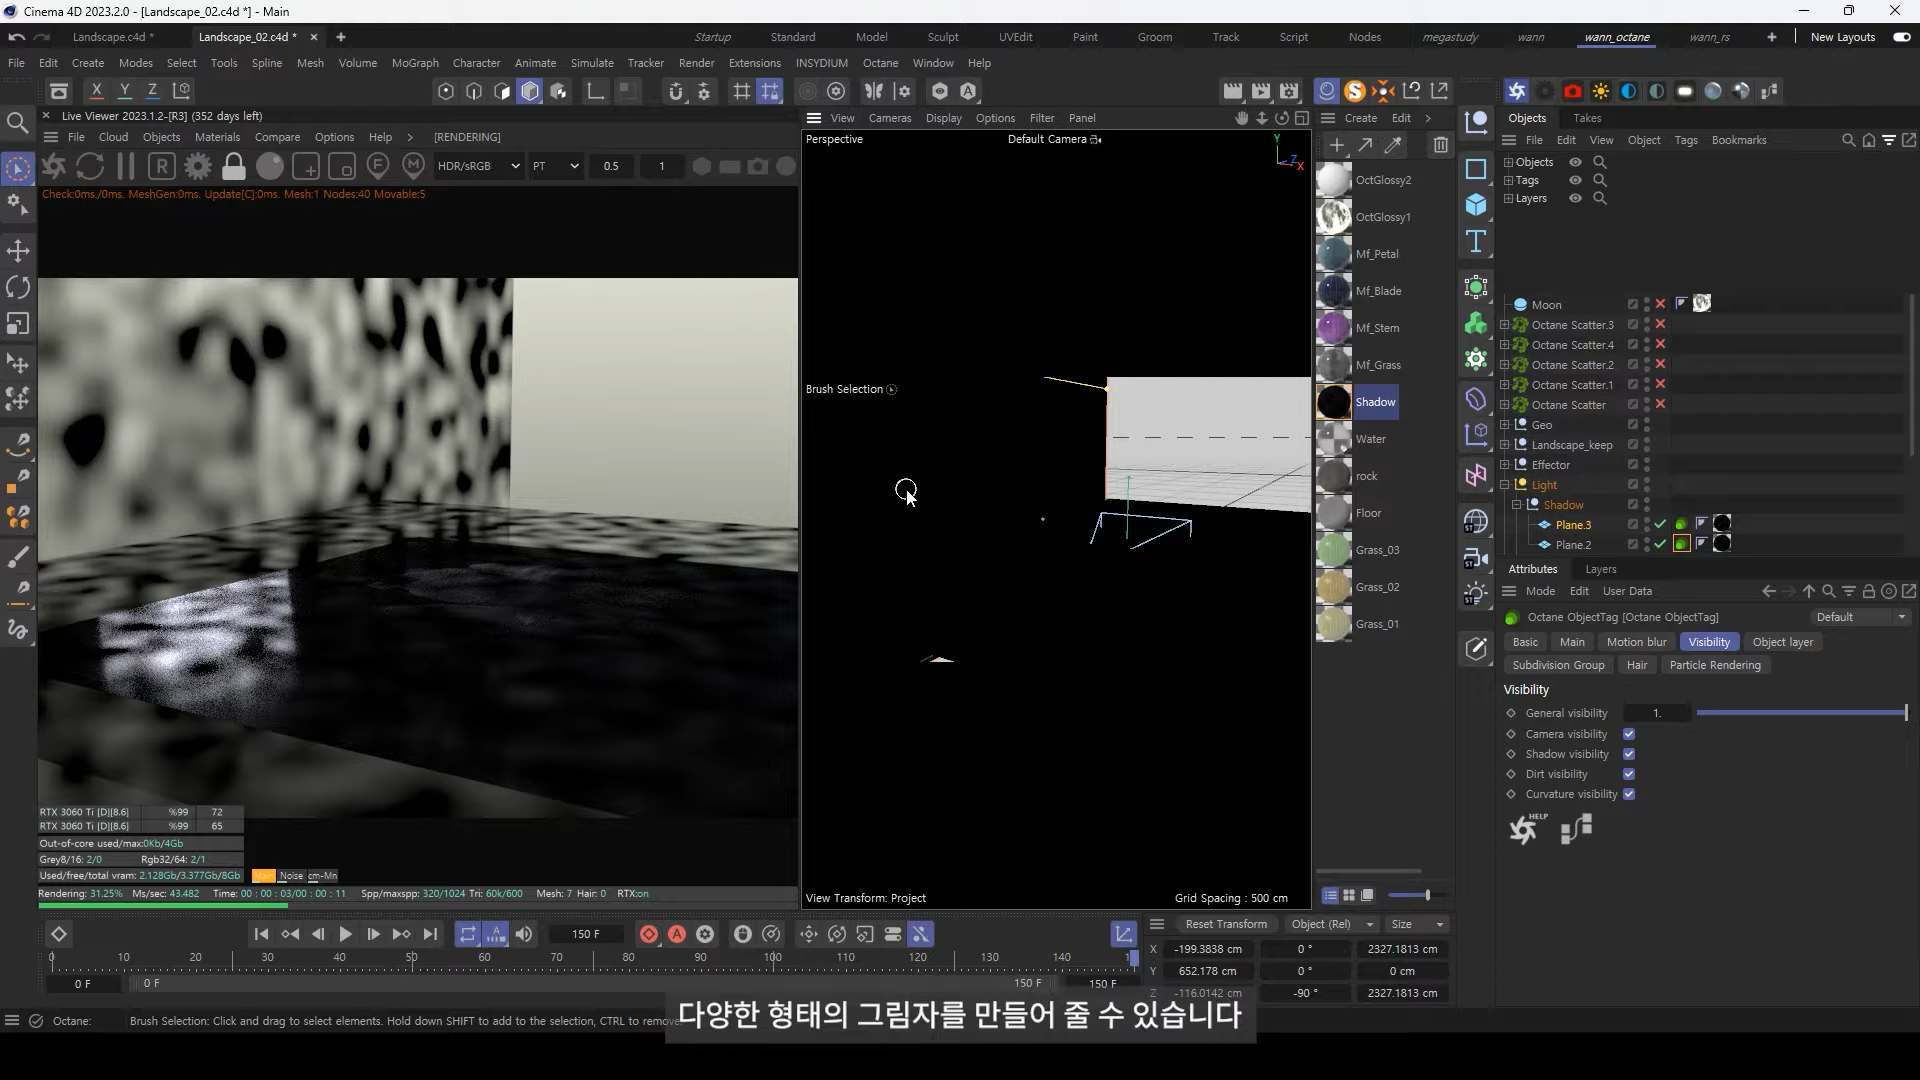 Cinema 4D 2023.2.0 - [Landscape_02.c4d *] - Main
Landscape.c4d *
Landscape_02.c4d *
Startup Standard Model Sculpt UVEdit Paint Groom Track Script Nodes megastudy wann wann_octane wann_rs
New Layouts
File Edit Create Modes Select Tools Spline Mesh Volume MoGraph Character Animate Simulate Tracker Render Extensions INSYDIUM Octane Window Help
X Y Z
Live Viewer 2023.1.2-[R3] (352 days left)
File Cloud Objects Materials Compare Options Help > [RENDERING]
HDR/sRGB PT 0.5 1
Check:0ms./0ms. MeshGen:0ms. Update[C]:0ms. Mesh:1 Nodes:40 Movable:5
RTX 3060 Ti [D][8.6] %99 72
RTX 3060 Ti [D][8.6] %99 65
Out-of-core used/max:0Kb/4Gb
Grey8/16: 2/0 Rgb32/64: 2/1
Used/free/total vram: 2.128Gb/3.377Gb/8Gb
Main Noise cm-Mn
Rendering: 31.25% Ms/sec: 43.482 Time: 00 : 00 : 03/00 : 00 : 11 Spp/maxspp: 320/1024 Tri: 60k/600 Mesh: 7 Hair: 0 RTX:on
View Cameras Display Options Filter Panel
Perspective
Default Camera
Y
Z
X
Brush Selection
View Transform: Project
Grid Spacing : 500 cm
Create Edit >
OctGlossy2
OctGlossy1
Mf_Petal
Mf_Blade
Mf_Stem
Mf_Grass
Shadow
Water
rock
Floor
Grass_03
Grass_02
Grass_01
Objects Takes
File Edit View Object Tags Bookmarks
Objects
Tags
Layers
Moon
Octane Scatter.3
Octane Scatter.4
Octane Scatter.2
Octane Scatter.1
Octane Scatter
Geo
Landscape_keep
Effector
Light
Shadow
Plane.3
Plane.2
Attributes Layers
Mode Edit User Data
Octane ObjectTag [Octane ObjectTag]
Default
Basic Main Motion blur Visibility Object layer
Subdivision Group Hair Particle Rendering
Visibility
General visibility 1.
Camera visibility
Shadow visibility
Dirt visibility
Curvature visibility
HELP
150 F
0 10 20 30 40 50 60 70 80 90 100 110 120 130 140 1
0 F 0 F 150 F 150 F
Reset Transform Object (Rel) Size
X -199.3838 cm 0 ° 2327.1813 cm
Y 652.178 cm 0 ° 0 cm
Z -116.0142 cm -90 ° 2327.1813 cm
Octane: Brush Selection: Click and drag to select elements. Hold down SHIFT to add to the selection, CTRL to remove
다양한 형태의 그림자를 만들어 줄 수 있습니다